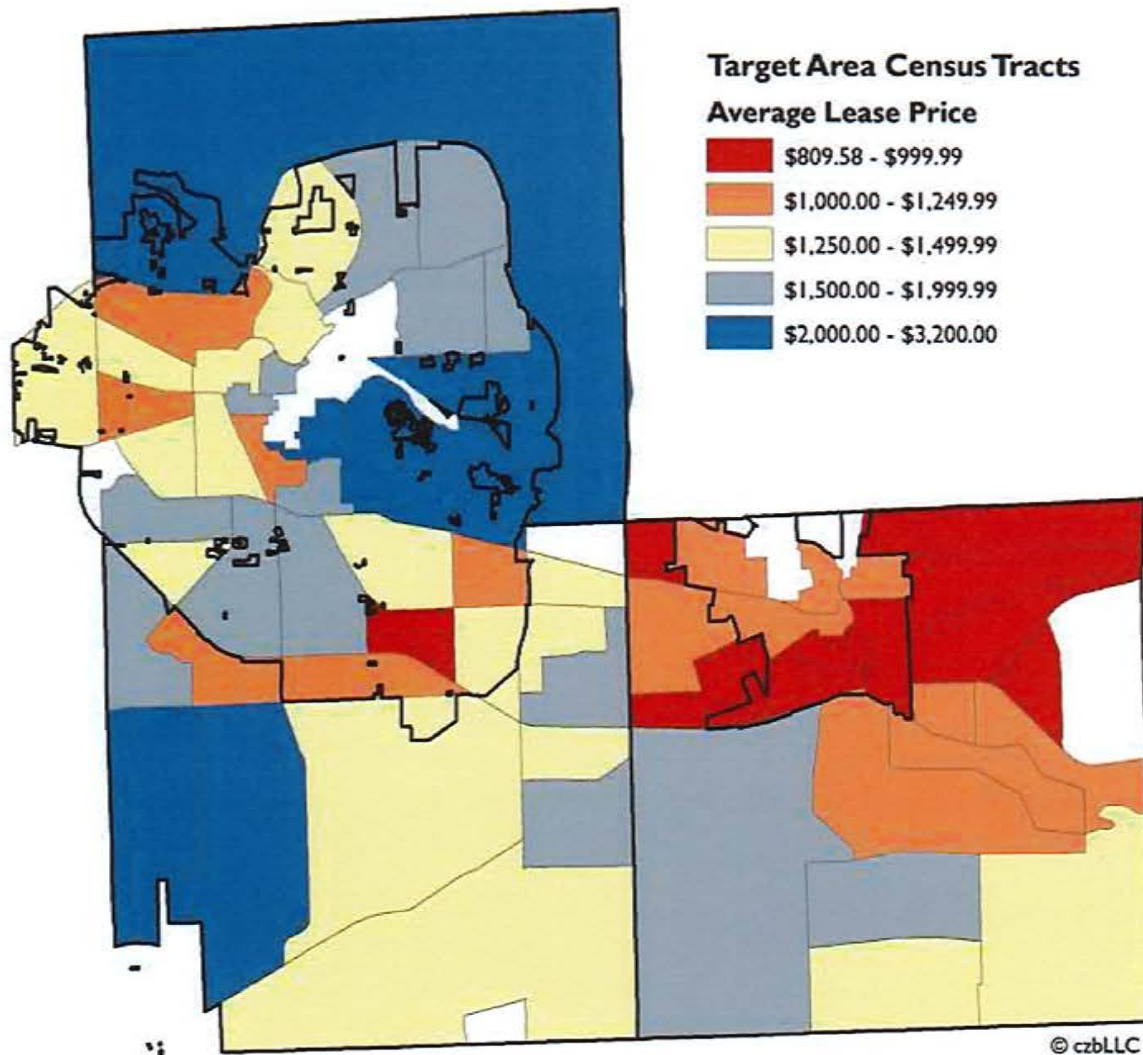 Target Area Census Tracts
Average Lease Price
$809.58 - $999.99
$1,000.00 - $1,249.99
$1,250.00 - $1,499.99
$1,500.00 - $1,999.99
$2,000.00 - $3,200.00
© czbLLC